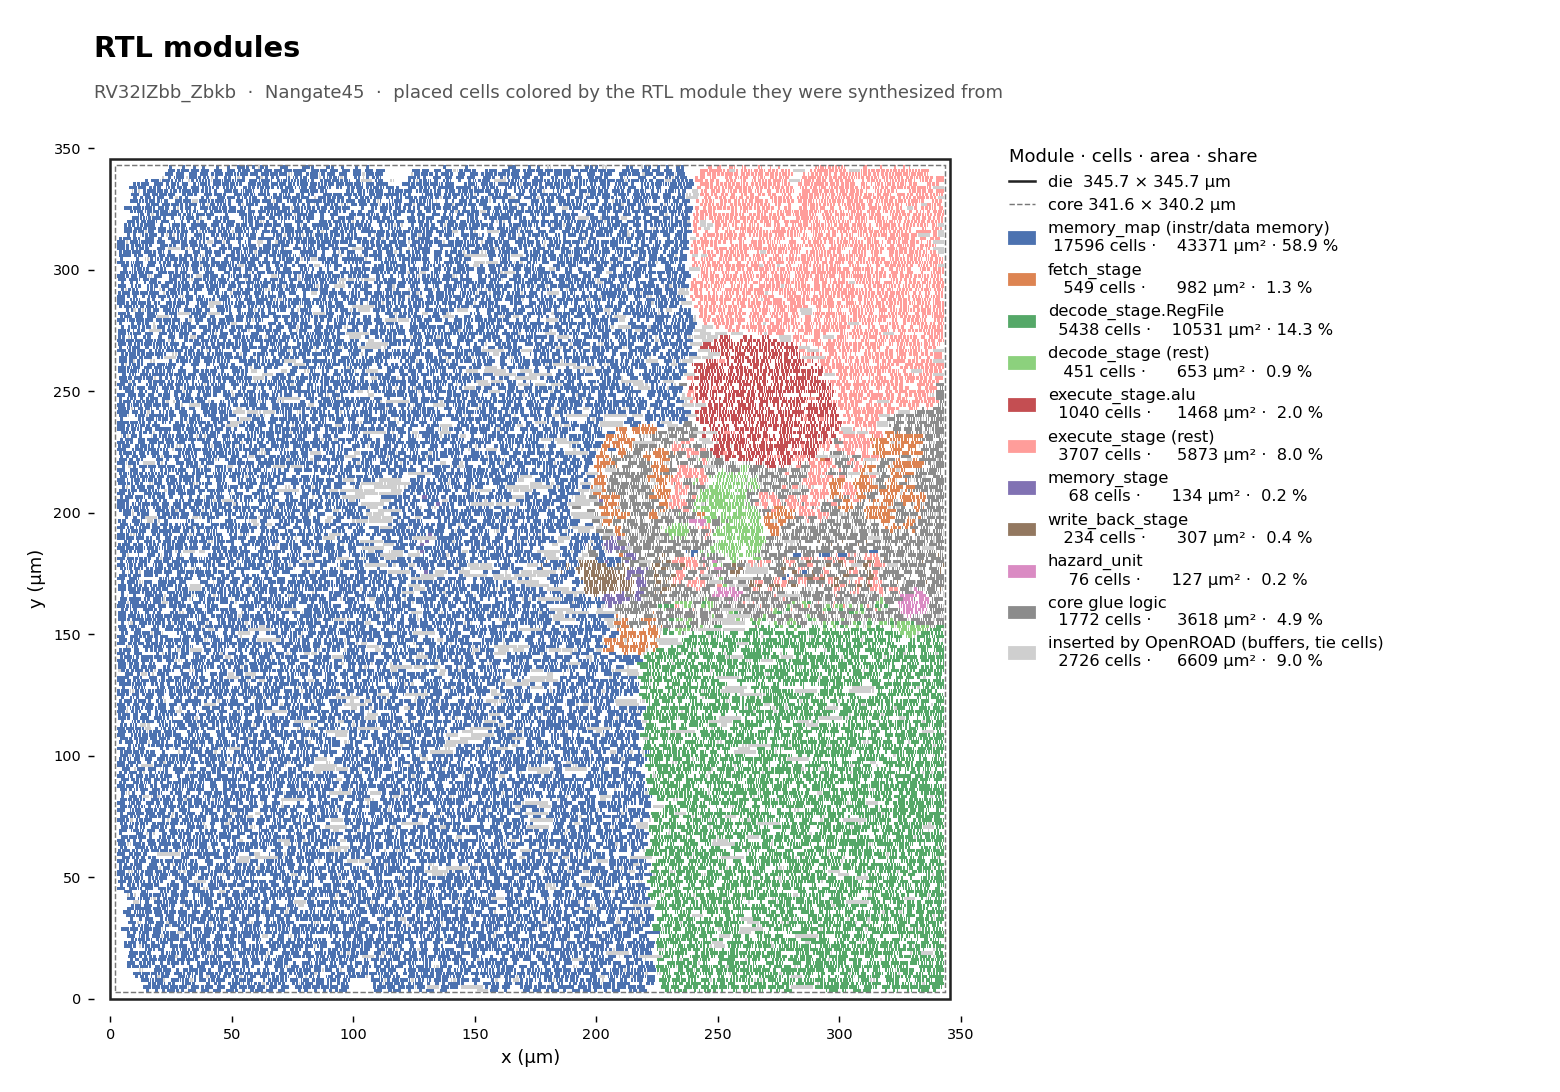 RTL modules
RV32IZbb_Zbkb · Nangate45 · placed cells colored by the RTL module they were synthesized from
350
300
250
200
150
100
50
0
y (µm)
0 50 100 150 200 250 300 350
x (µm)
Module · cells · area · share
die 345.7 × 345.7 µm
core 341.6 × 340.2 µm
memory_map (instr/data memory)
17596 cells · 43371 µm² · 58.9 %
fetch_stage
549 cells · 982 µm² · 1.3 %
decode_stage.RegFile
5438 cells · 10531 µm² · 14.3 %
decode_stage (rest)
451 cells · 653 µm² · 0.9 %
execute_stage.alu
1040 cells · 1468 µm² · 2.0 %
execute_stage (rest)
3707 cells · 5873 µm² · 8.0 %
memory_stage
68 cells · 134 µm² · 0.2 %
write_back_stage
234 cells · 307 µm² · 0.4 %
hazard_unit
76 cells · 127 µm² · 0.2 %
core glue logic
1772 cells · 3618 µm² · 4.9 %
inserted by OpenROAD (buffers, tie cells)
2726 cells · 6609 µm² · 9.0 %